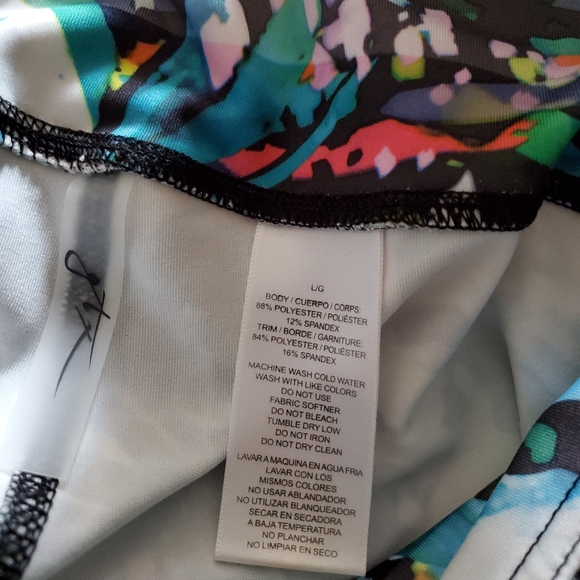 L/G
BODY / CUERPO / CORPS:
88% POLYESTER / POLIÉSTER
12% SPANDEX
TRIM / BORDE / GARNITURE:
84% POLYESTER / POLIÉSTER
16% SPANDEX
MACHINE WASH COLD WATER
WASH WITH LIKE COLORS
DO NOT USE
FABRIC SOFTNER
DO NOT BLEACH
TUMBLE DRY LOW
DO NOT IRON
DO NOT DRY CLEAN
LAVAR A MAQUINA EN AGUA FRIA
LAVAR CON LOS
MISMOS COLORES
NO USAR ABLANDADOR
NO UTILIZAR BLANQUEADOR
SECAR EN SECADORA
A BAJA TEMPERATURA
NO PLANCHAR
NO LIMPIAR EN SECO